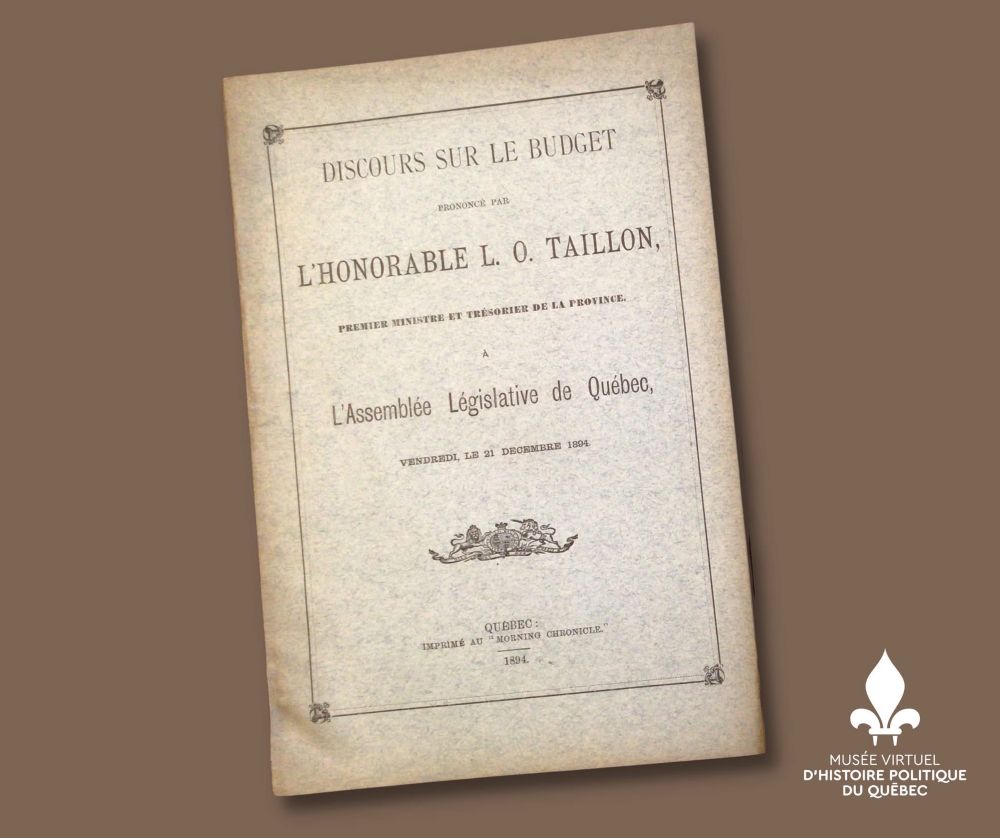 DISCOURS SUR LE BUDGET
PRONONCÉ PAR
L'HONORABLE L. O. TAILLON,
PREMIER MINISTRE ET TRÉSORIER DE LA PROVINCE.
À
L'Assemblée Législative de Québec,
VENDREDI, LE 21 DECEMBRE 1894.
QUÉBEC:
IMPRIMÉ AU "MORNING CHRONICLE."
1894.
MUSÉE VIRTUEL
D'HISTOIRE POLITIQUE
DU QUÉBEC